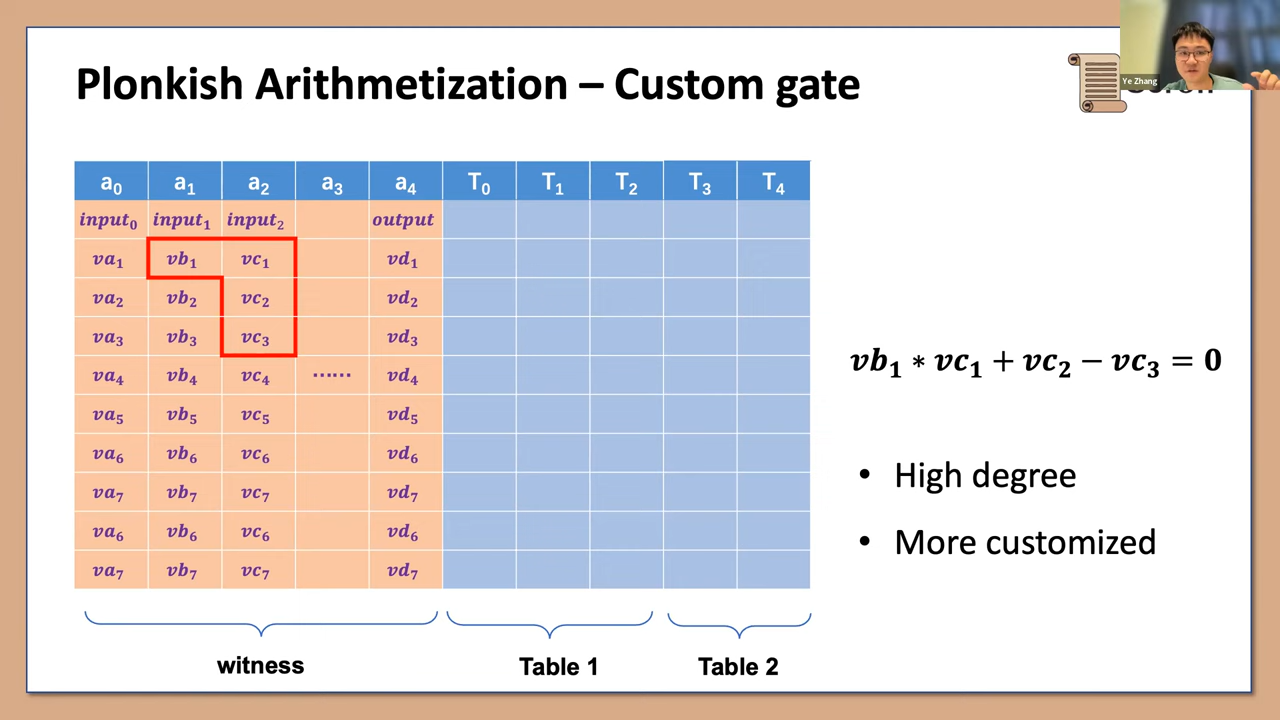 Plonkish Arithmetization – Custom gate
Ye Zhang
a₀ a₁ a₂ a₃ a₄ T₀ T₁ T₂ T₃ T₄
input₀ input₁ input₂ output
va₁ vb₁ vc₁ vd₁
va₂ vb₂ vc₂ vd₂
va₃ vb₃ vc₃ vd₃
va₄ vb₄ vc₄ ...... vd₄
va₅ vb₅ vc₅ vd₅
va₆ vb₆ vc₆ vd₆
va₇ vb₇ vc₇ vd₇
va₆ vb₆ vc₆ vd₆
va₇ vb₇ vc₇ vd₇
vb₁ * vc₁ + vc₂ − vc₃ = 0
• High degree
• More customized
witness Table 1 Table 2